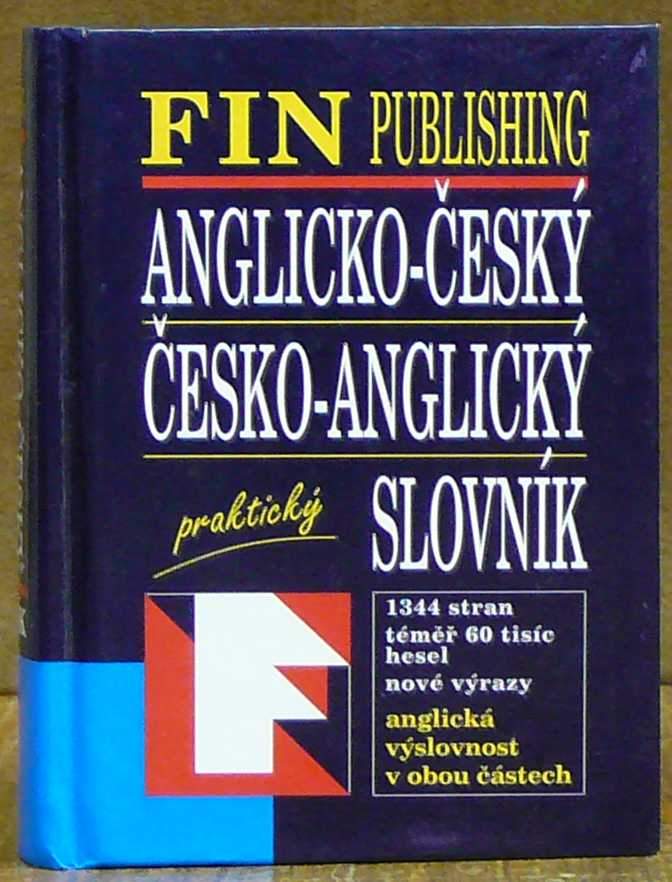 FIN PUBLISHING
ANGLICKO-ČESKÝ
ČESKO-ANGLICKÝ
praktický
SLOVNÍK
1344 stran
téměř 60 tisíc
hesel
nové výrazy
anglická
výslovnost
v obou částech